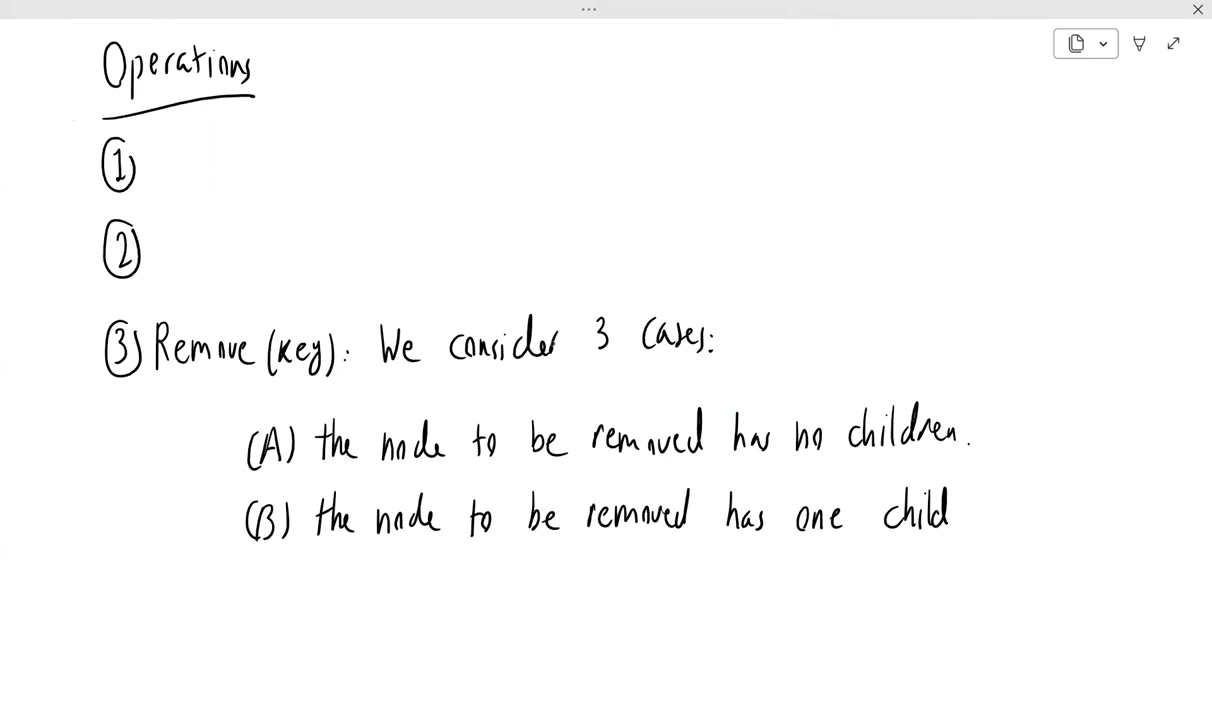 Operations
①
②
③ Remove (key): We consider 3 cases:
(A) the node to be removed has no children.
(B) the node to be removed has one child